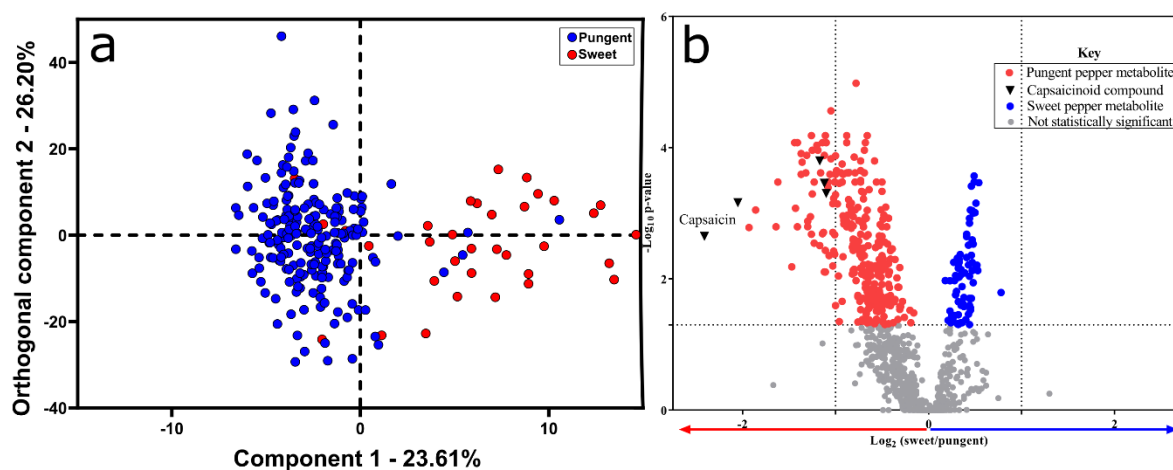 a
Pungent
Sweet
40
20
0
-20
-40
Orthogonal component 2 - 26.20%
-10
0
10
Component 1 - 23.61%
b
Key
Pungent pepper metabolite
Capsaicinoid compound
Sweet pepper metabolite
Not statistically significant
Capsaicin
6
4
2
0
-Log10 p-value
-2
0
2
Log2 (sweet/pungent)